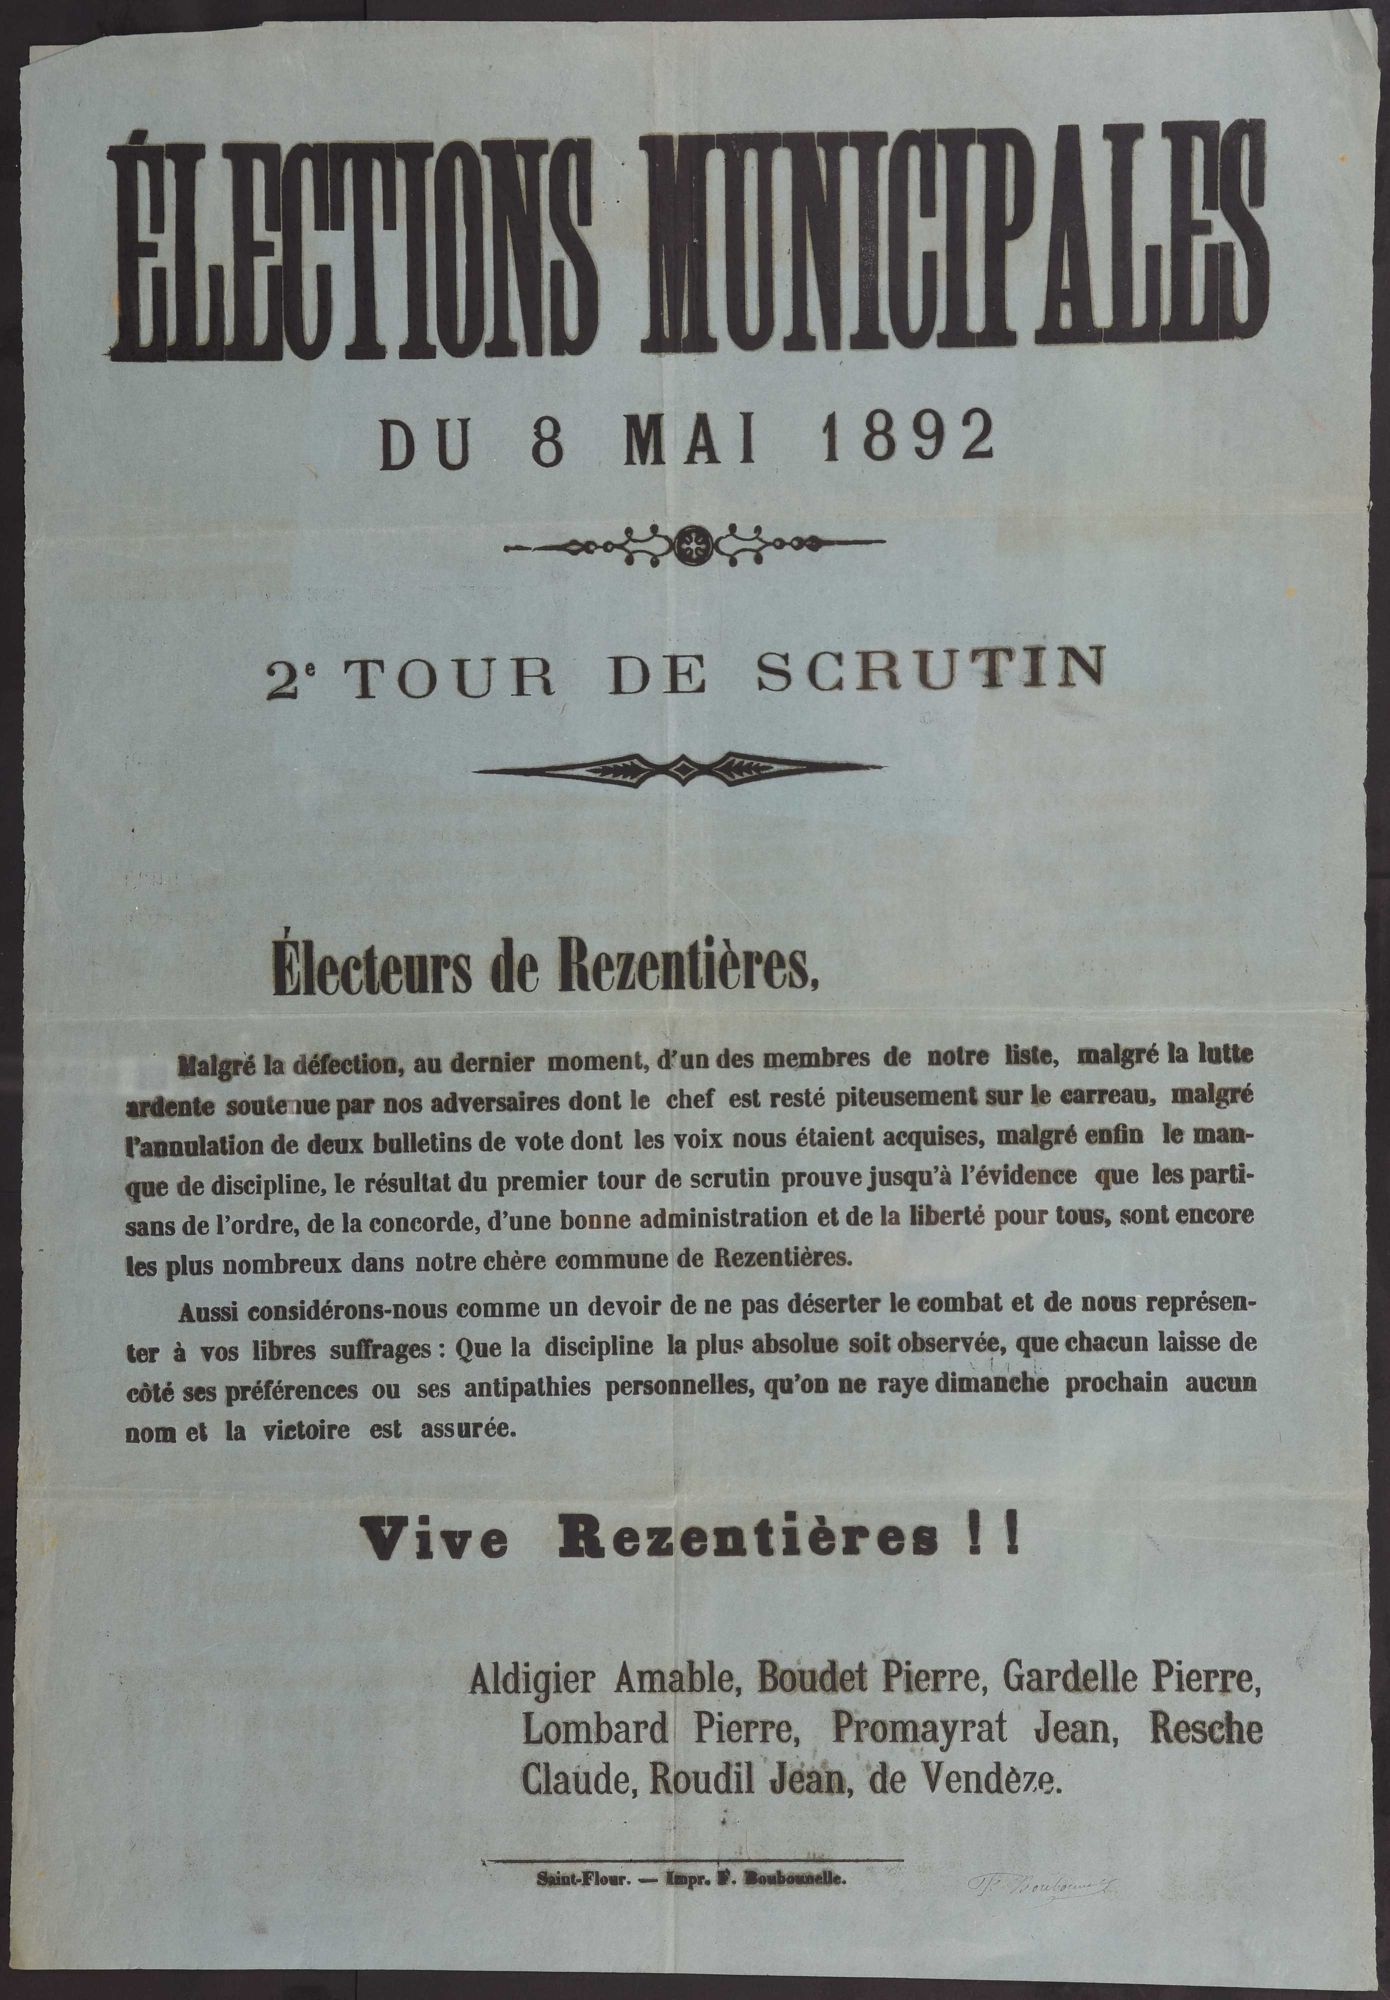 ÉLECTIONS MUNICIPALES
DU 8 MAI 1892
2e TOUR DE SCRUTIN
Électeurs de Rezentières,
Malgré la défection, au dernier moment, d'un des membres de notre liste, malgré la lutte
ardente soutenue par nos adversaires dont le chef est resté piteusement sur le carreau, malgré
l'annulation de deux bulletins de vote dont les voix nous étaient acquises, malgré enfin le man-
que de discipline, le résultat du premier tour de scrutin prouve jusqu'à l'évidence que les parti-
sans de l'ordre, de la concorde, d'une bonne administration et de la liberté pour tous, sont encore
les plus nombreux dans notre chère commune de Rezentières.
Aussi considérons-nous comme un devoir de ne pas déserter le combat et de nous représen-
ter à vos libres suffrages : Que la discipline la plus absolue soit observée, que chacun laisse de
côté ses préférences ou ses antipathies personnelles, qu'on ne raye dimanche prochain aucun
nom et la victoire est assurée.
Vive Rezentières ! !
Aldigier Amable, Boudet Pierre, Gardelle Pierre,
Lombard Pierre, Promayrat Jean, Resche
Claude, Roudil Jean, de Vendèze.
Saint-Flour. — Impr. F. Boubounelle.